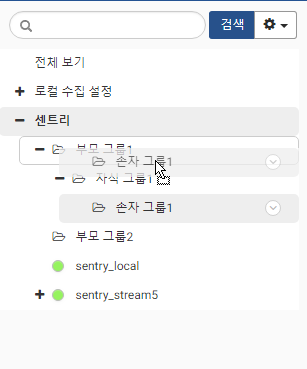 검색
전체 보기
로컬 수집 설정
센트리
부모 그룹1
손자 그룹1
자식 그룹1
손자 그룹1
부모 그룹2
sentry_local
sentry_stream5